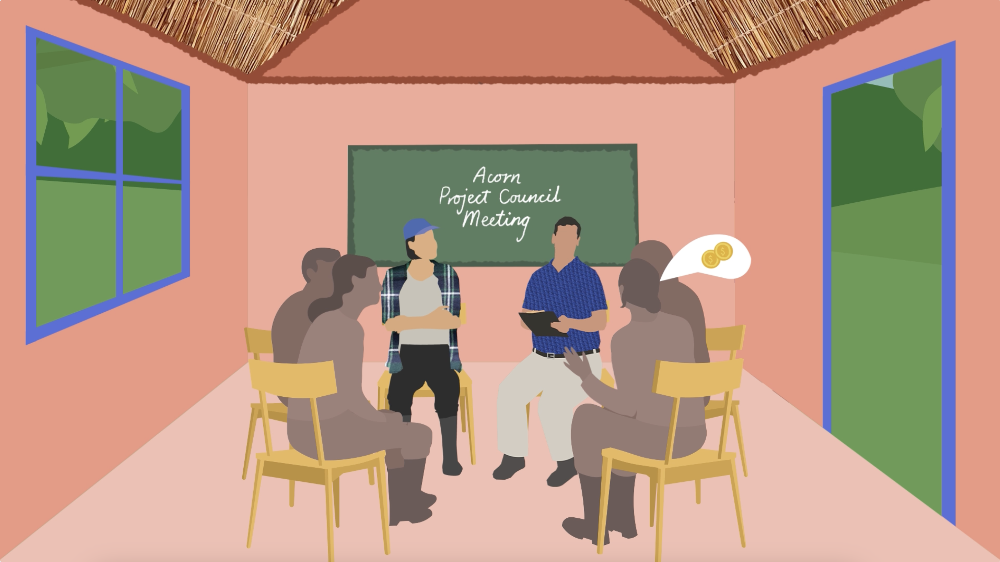 Acorn
Project Council
Meeting
$ $